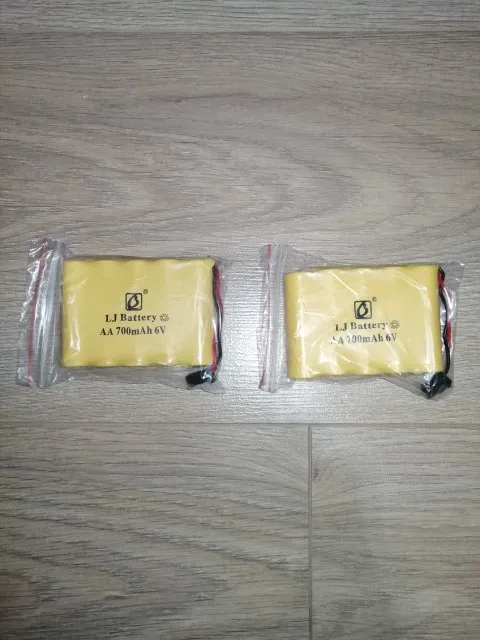 ®
LJ Battery
AA 700mAh 6V
®
LJ Battery
AA 700mAh 6V